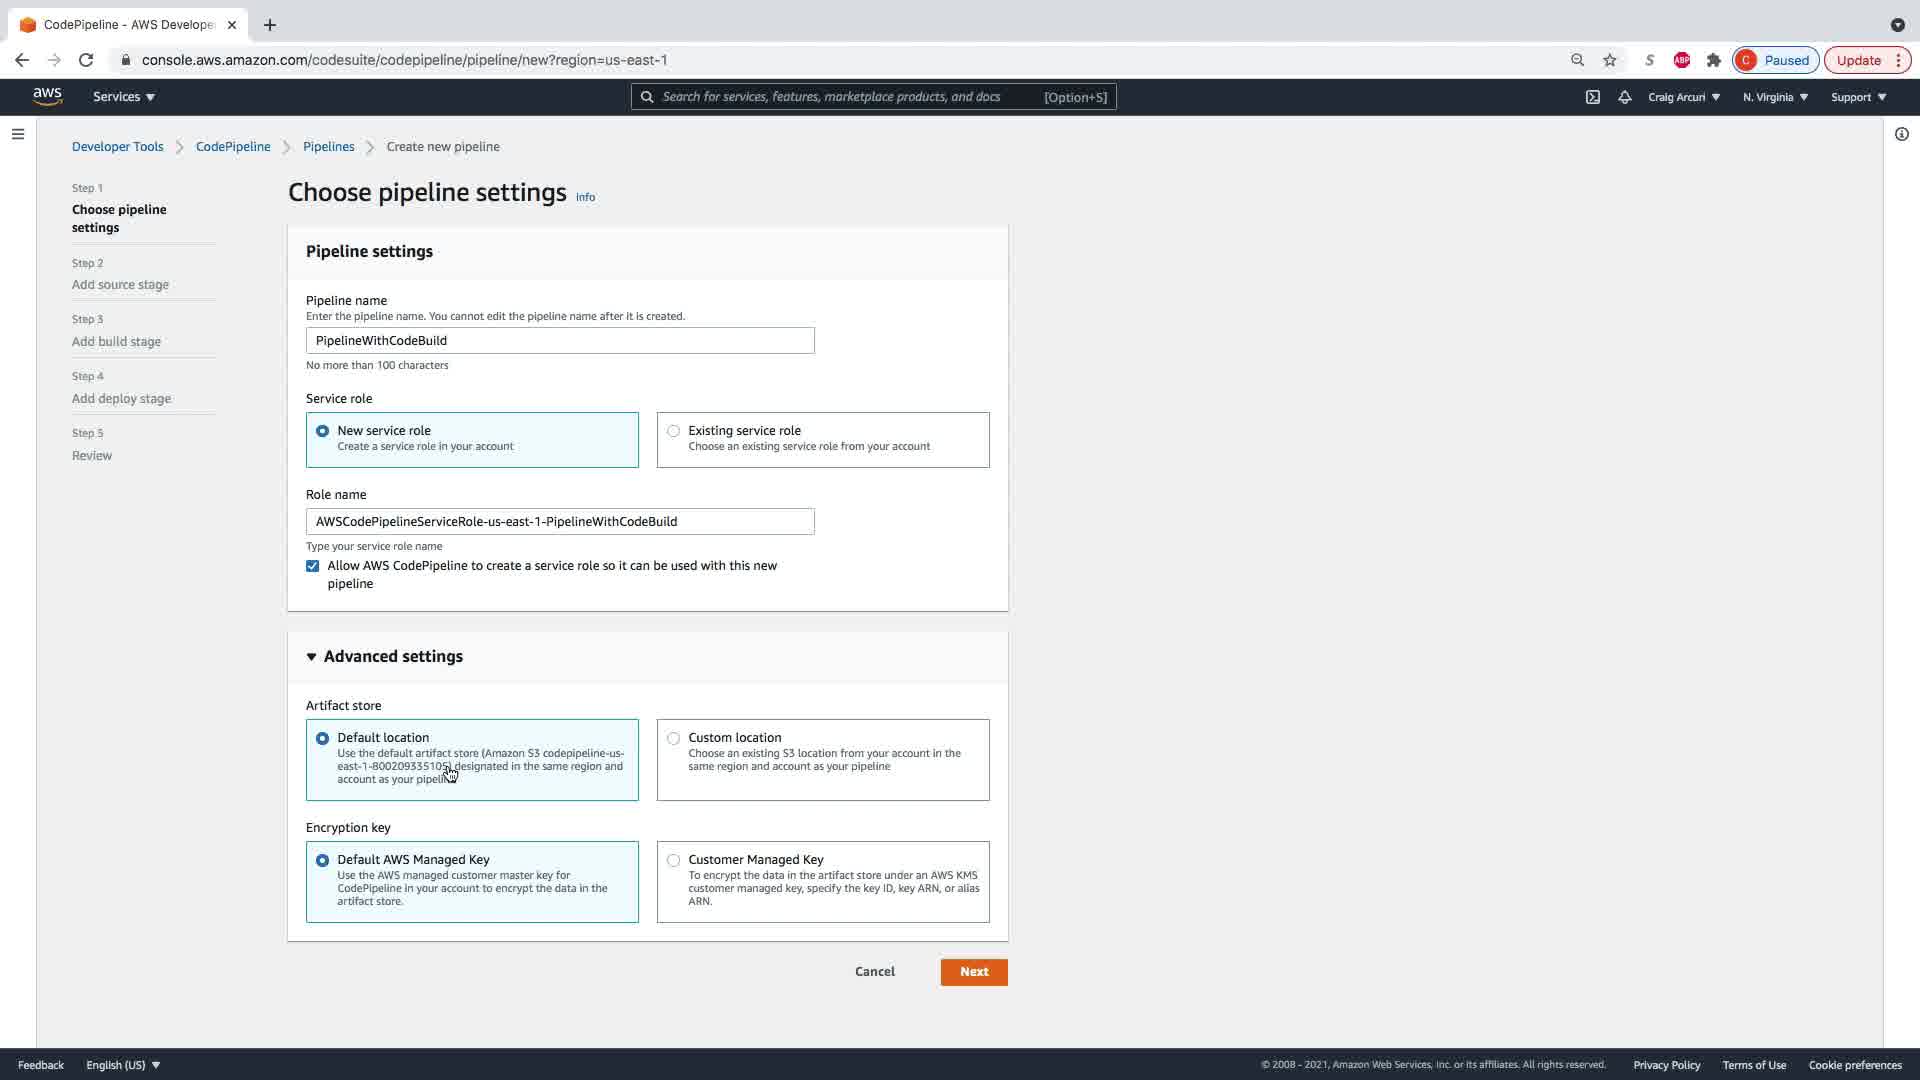 CodePipeline - AWS Develope
console.aws.amazon.com/codesuite/codepipeline/pipeline/new?region=us-east-1
S
ABP
C Paused
Update
aws
Services
Search for services, features, marketplace products, and docs [Option+S]
Craig Arcuri
N. Virginia
Support
Developer Tools
CodePipeline
Pipelines
Create new pipeline
Step 1
Choose pipeline
settings
Step 2
Add source stage
Step 3
Add build stage
Step 4
Add deploy stage
Step 5
Review
Choose pipeline settings Info
Pipeline settings
Pipeline name
Enter the pipeline name. You cannot edit the pipeline name after it is created.
PipelineWithCodeBuild
No more than 100 characters
Service role
New service role
Create a service role in your account
Existing service role
Choose an existing service role from your account
Role name
AWSCodePipelineServiceRole-us-east-1-PipelineWithCodeBuild
Type your service role name
Allow AWS CodePipeline to create a service role so it can be used with this new
pipeline
Advanced settings
Artifact store
Default location
Use the default artifact store (Amazon S3 codepipeline-us-
east-1-800209335105) designated in the same region and
account as your pipeline
Custom location
Choose an existing S3 location from your account in the
same region and account as your pipeline
Encryption key
Default AWS Managed Key
Use the AWS managed customer master key for
CodePipeline in your account to encrypt the data in the
artifact store.
Customer Managed Key
To encrypt the data in the artifact store under an AWS KMS
customer managed key, specify the key ID, key ARN, or alias
ARN.
Cancel
Next
Feedback
English (US)
© 2008 - 2021, Amazon Web Services, Inc. or its affiliates. All rights reserved.
Privacy Policy
Terms of Use
Cookie preferences